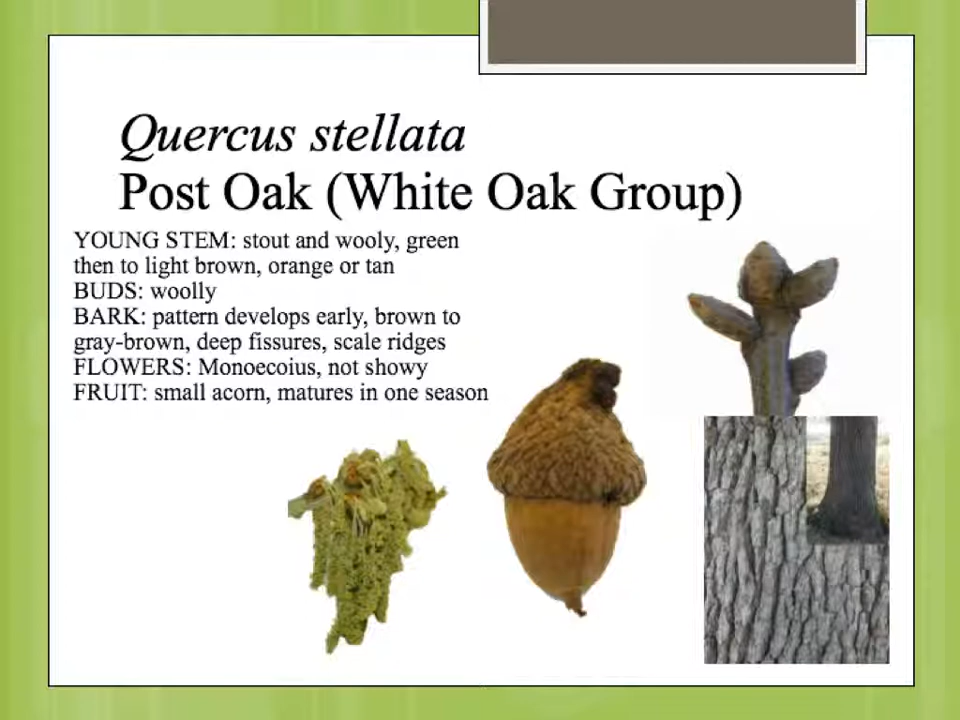 Quercus stellata
Post Oak (White Oak Group)
YOUNG STEM: stout and wooly, green
then to light brown, orange or tan
BUDS: woolly
BARK: pattern develops early, brown to
gray-brown, deep fissures, scale ridges
FLOWERS: Monoecoius, not showy
FRUIT: small acorn, matures in one season